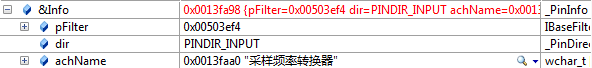 &Info 0x0013fa98 {pFilter=0x00503ef4 dir=PINDIR_INPUT achName=0x0013 _PinInfo
pFilter 0x00503ef4 IBaseFilter
dir PINDIR_INPUT _PinDirec
achName 0x0013faa0 "采样频率转换器" wchar_t